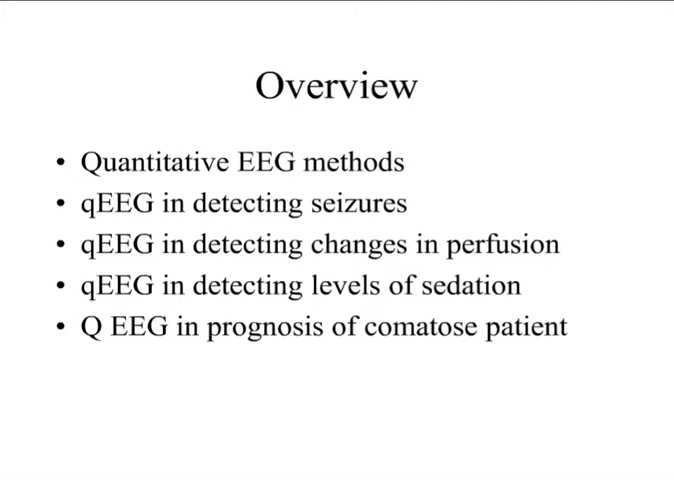 Overview
• Quantitative EEG methods
• qEEG in detecting seizures
• qEEG in detecting changes in perfusion
• qEEG in detecting levels of sedation
• Q EEG in prognosis of comatose patient